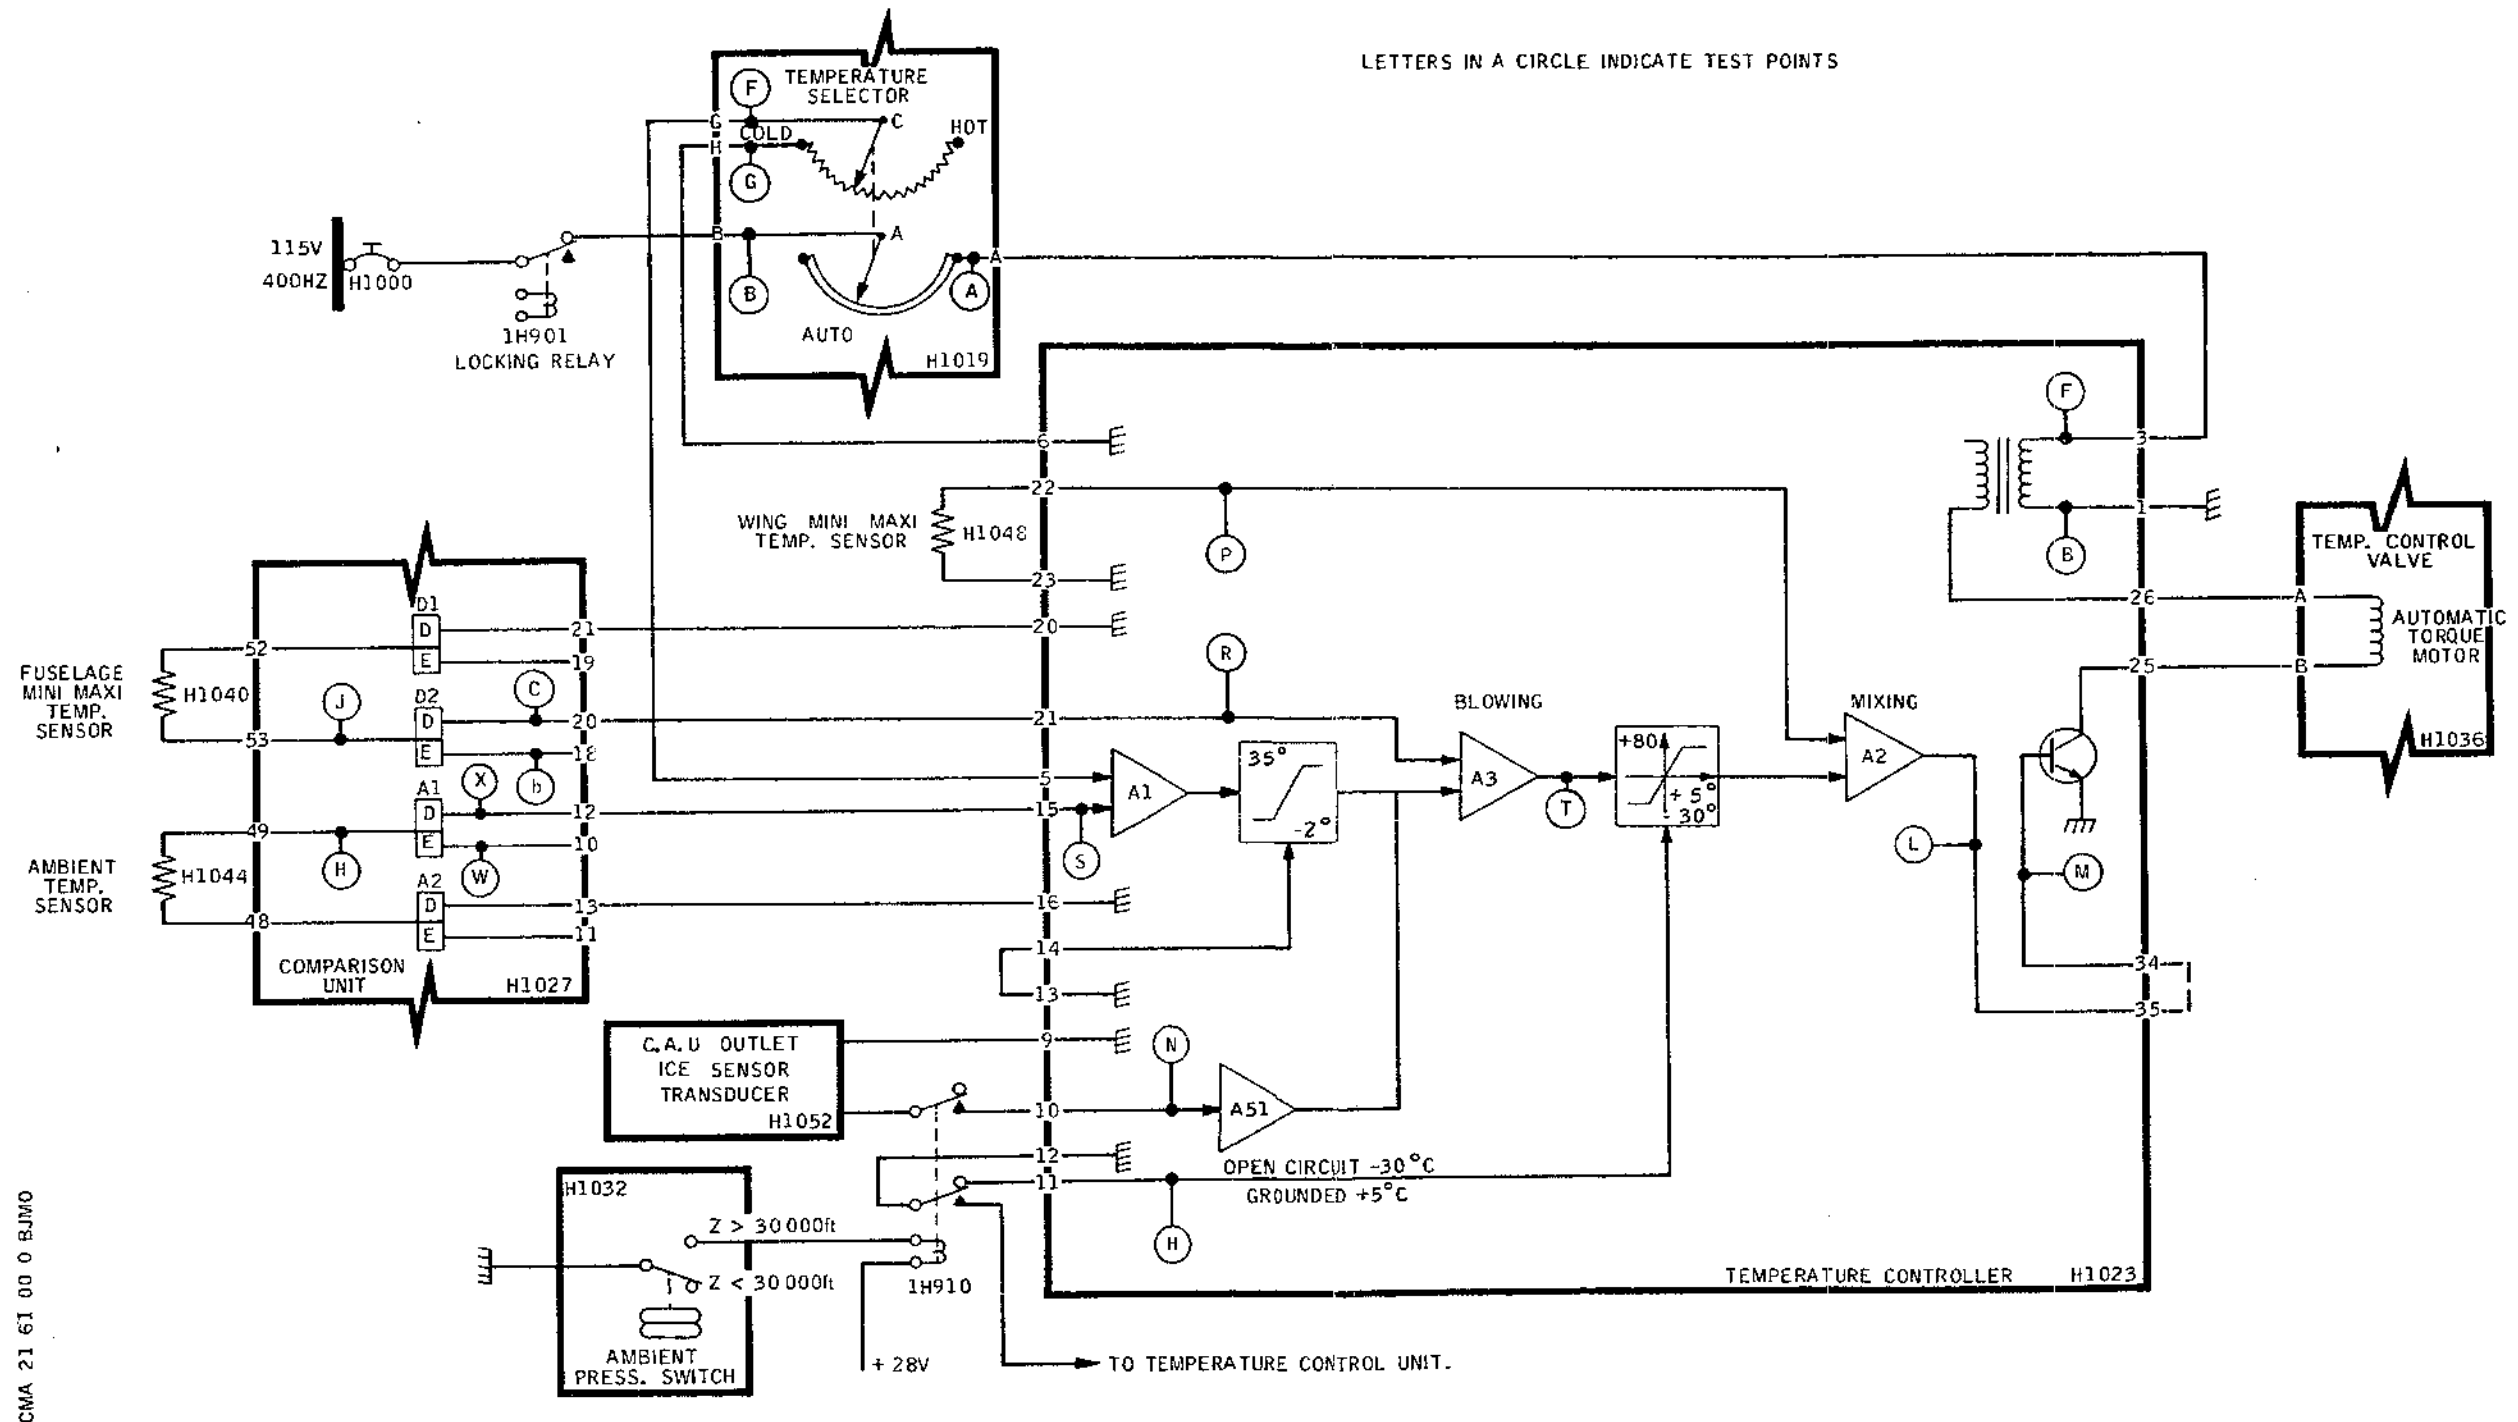 LETTERS IN A CIRCLE INDICATE TEST POINTS
F
TEMPERATURE
SELECTOR
G
C
COLD
HOT
H
G
B
A
115V
400HZ
H1000
A
B
A
1H901
LOCKING RELAY
AUTO
H1019
F
3
6
22
WING MINI MAXI
TEMP. SENSOR
H1048
P
23
1
B
TEMP. CONTROL
VALVE
26
A
AUTOMATIC
TORQUE
MOTOR
25
B
H1036
D1
D
21
20
52
E
19
FUSELAGE
MINI MAXI
TEMP.
SENSOR
H1040
J
C
D2
D
20
21
R
53
E
18
b
X
A1
D
12
15
5
49
E
10
H
W
AMBIENT
TEMP.
SENSOR
H1044
A2
D
13
16
48
E
11
COMPARISON
UNIT
H1027
BLOWING
MIXING
35°
-2°
A1
S
A3
T
+80
+5°
-30°
A2
L
M
34
35
14
13
C.A.U OUTLET
ICE SENSOR
TRANSDUCER
H1052
9
N
10
A51
12
OPEN CIRCUIT -30°C
11
GROUNDED +5°C
H
H1032
Z > 30000ft
Z < 30000ft
1H910
AMBIENT
PRESS. SWITCH
+28V
TO TEMPERATURE CONTROL UNIT.
TEMPERATURE CONTROLLER
H1023
CMA 21 61 00 0 BJM0